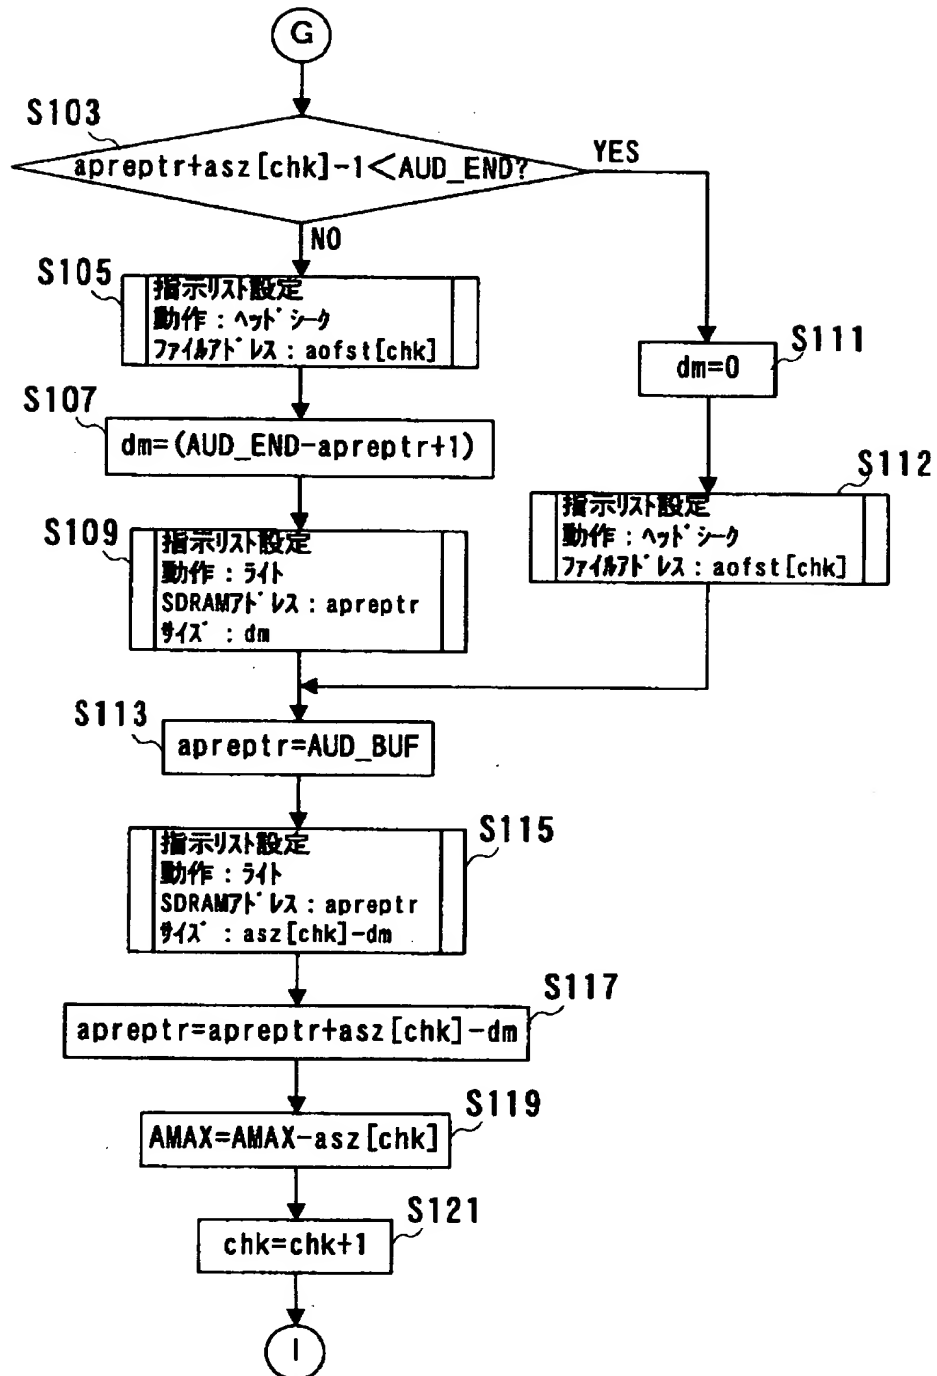 G
S103
apreptr+asz[chk]-1<AUD_END?
YES
NO
S105
指示リスト設定
動作:ヘッドシーク
ファイルアドレス:aofst[chk]
S111
dm=0
S107
dm=(AUD_END-apreptr+1)
S112
指示リスト設定
動作:ヘッドシーク
ファイルアドレス:aofst[chk]
S109
指示リスト設定
動作:ライト
SDRAMアドレス:apreptr
サイズ:dm
S113
apreptr=AUD_BUF
S115
指示リスト設定
動作:ライト
SDRAMアドレス:apreptr
サイズ:asz[chk]-dm
S117
apreptr=apreptr+asz[chk]-dm
S119
AMAX=AMAX-asz[chk]
S121
chk=chk+1
I